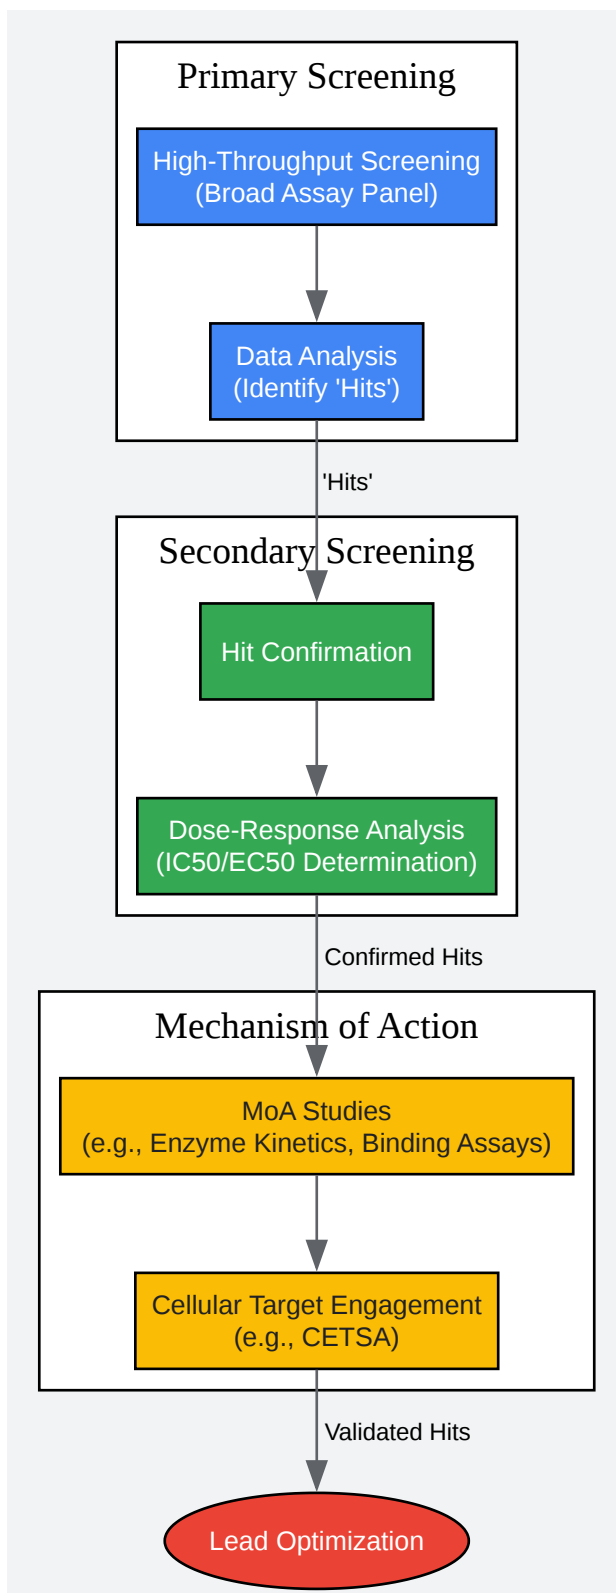 Primary Screening
High-Throughput Screening
(Broad Assay Panel)
Data Analysis
(Identify 'Hits')
'Hits'
Secondary Screening
Hit Confirmation
Dose-Response Analysis
(IC50/EC50 Determination)
Confirmed Hits
Mechanism of Action
MoA Studies
(e.g., Enzyme Kinetics, Binding Assays)
Cellular Target Engagement
(e.g., CETSA)
Validated Hits
Lead Optimization